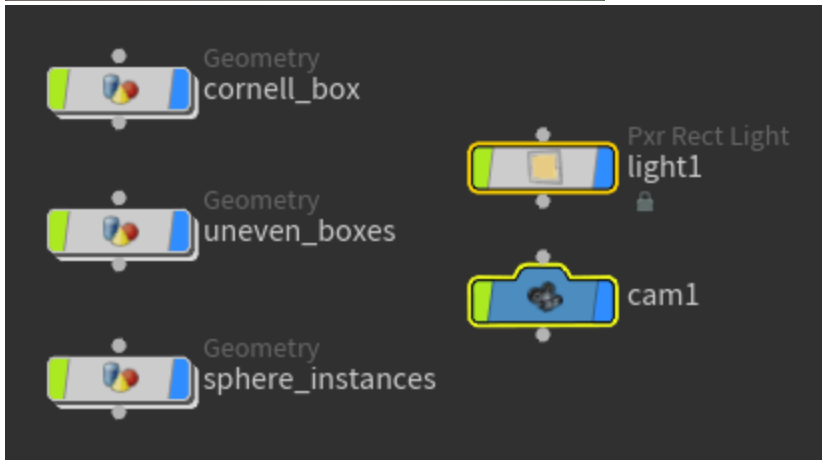 Geometry
cornell_box
Geometry
uneven_boxes
Geometry
sphere_instances
Pxr Rect Light
light1
cam1